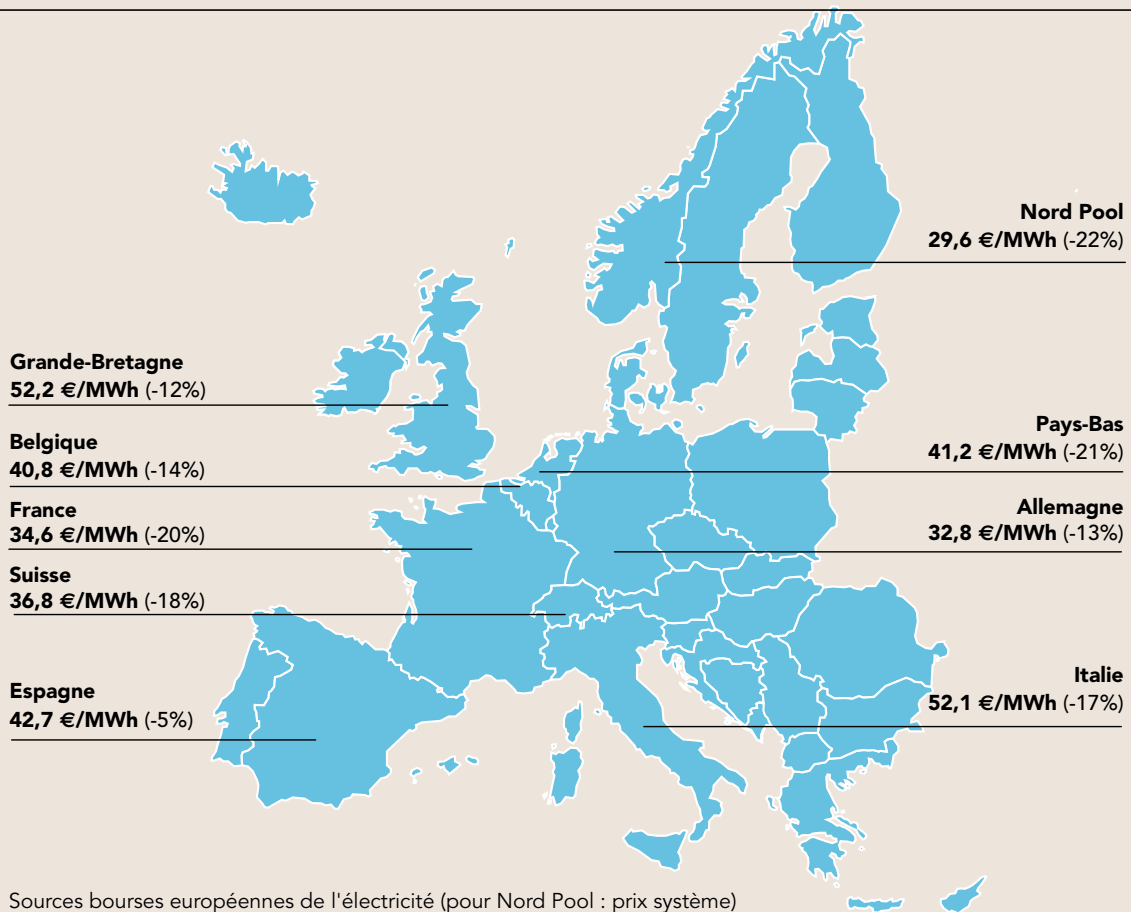 Nord Pool
29,6 €/MWh (-22%)
Grande-Bretagne
52,2 €/MWh (-12%)
Belgique
40,8 €/MWh (-14%)
France
34,6 €/MWh (-20%)
Suisse
36,8 €/MWh (-18%)
Espagne
42,7 €/MWh (-5%)
Pays-Bas
41,2 €/MWh (-21%)
Allemagne
32,8 €/MWh (-13%)
Italie
52,1 €/MWh (-17%)
Sources bourses européennes de l'électricité (pour Nord Pool : prix système)